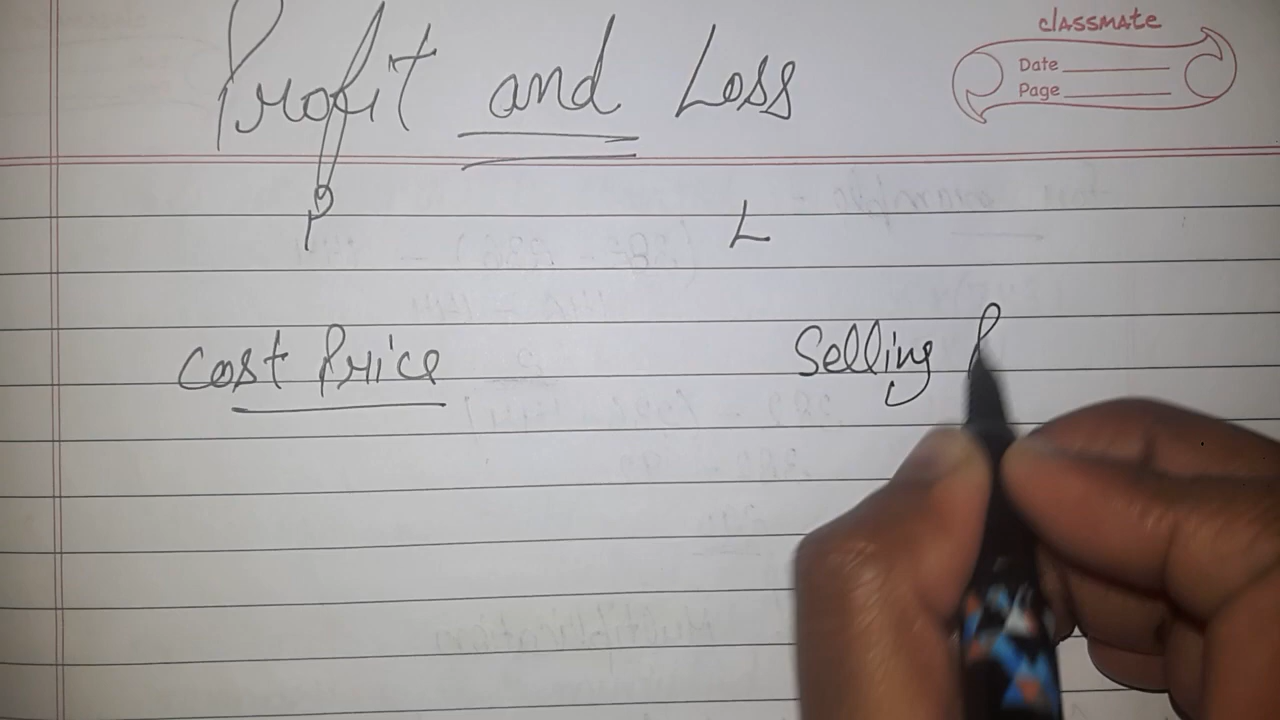 classmate
Date
Page
Profit and Loss
P L
Cost Price Selling P